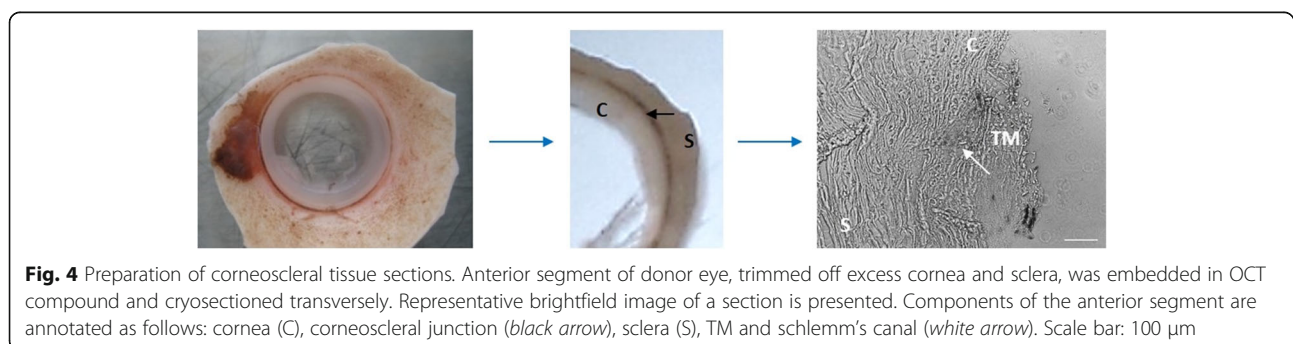 C
S
C
TM
S
Fig. 4 Preparation of corneoscleral tissue sections. Anterior segment of donor eye, trimmed off excess cornea and sclera, was embedded in OCT
compound and cryosectioned transversely. Representative brightfield image of a section is presented. Components of the anterior segment are
annotated as follows: cornea (C), corneoscleral junction (black arrow), sclera (S), TM and schlemm's canal (white arrow). Scale bar: 100 μm